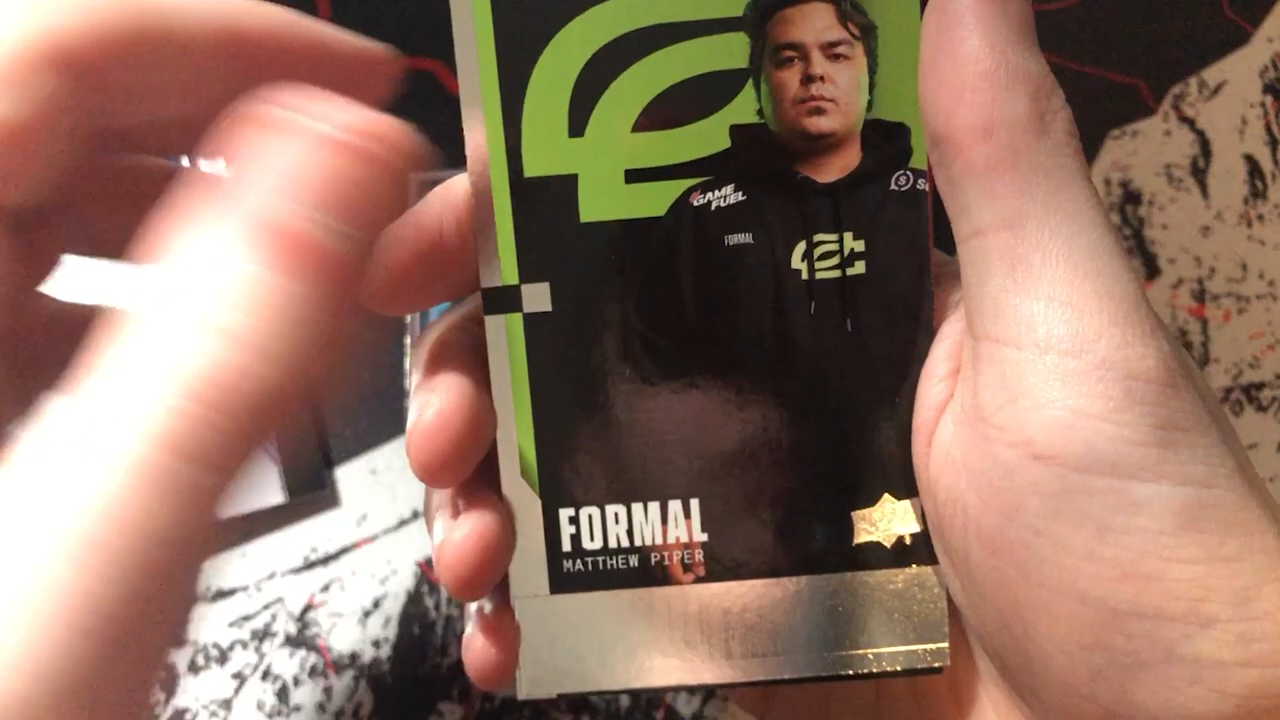 GAME
FUEL
S
FORMAL
FORMAL
MATTHEW PIPER